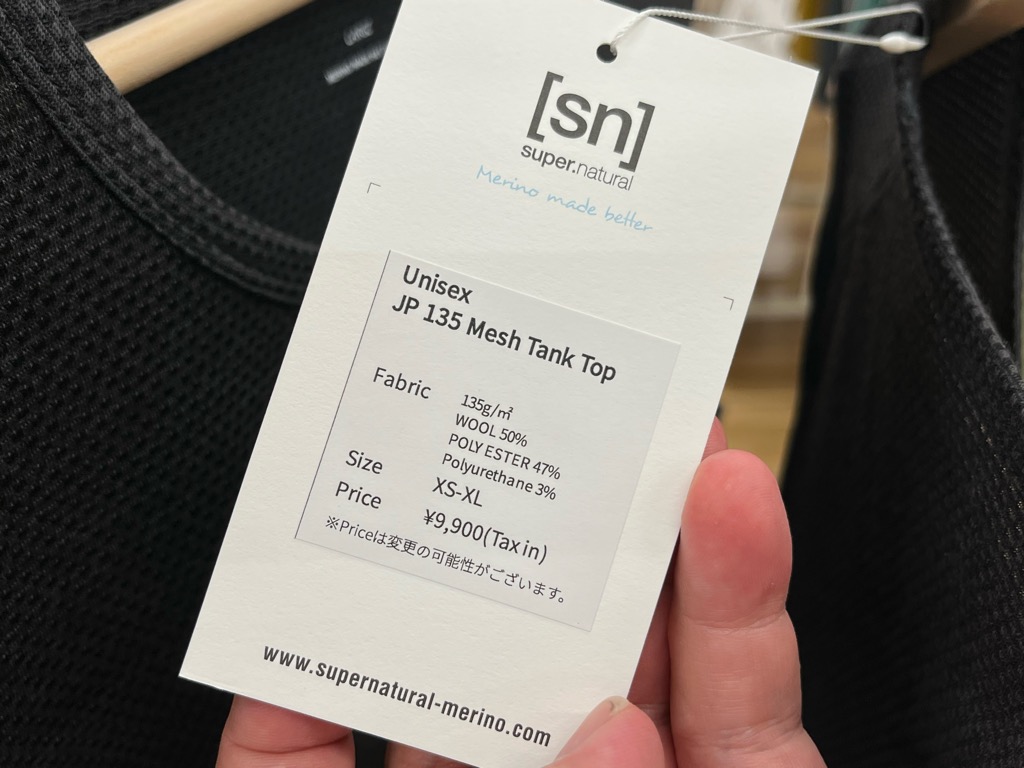 [sn]
super.natural
Merino made better
Unisex
JP 135 Mesh Tank Top
Fabric 135g/㎡
WOOL 50%
POLY ESTER 47%
Polyurethane 3%
Size XS-XL
Price ¥9,900(Tax in)
※Priceは変更の可能性がございます。
www.supernatural-merino.com